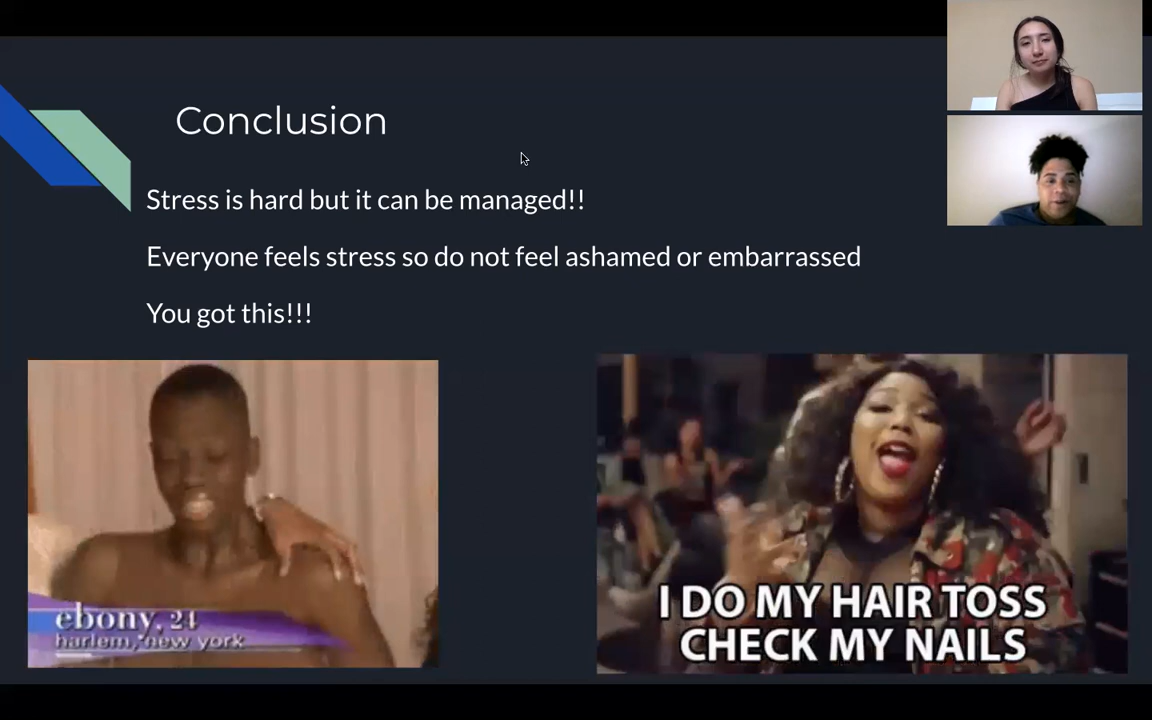 Conclusion
Stress is hard but it can be managed!!
Everyone feels stress so do not feel ashamed or embarrassed
You got this!!!
ebony, 24
harlem, new york
I DO MY HAIR TOSS
CHECK MY NAILS